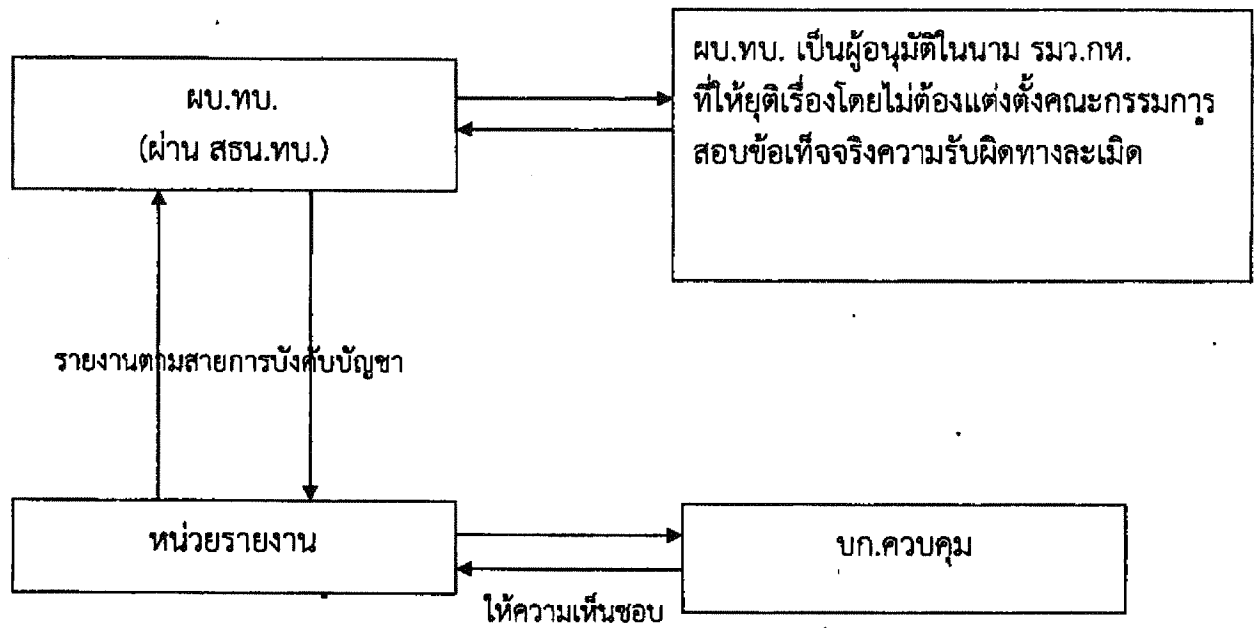 ผบ.ทบ.
(ผ่าน สธน.ทบ.)
ผบ.ทบ. เป็นผู้อนุมัติในนาม รมว.กห.
ที่ให้ยุติเรื่องโดยไม่ต้องแต่งตั้งคณะกรรมการ
สอบข้อเท็จจริงความรับผิดทางละเมิด
รายงานตามสายการบังคับบัญชา
หน่วยรายงาน
บก.ควบคุม
ให้ความเห็นชอบ